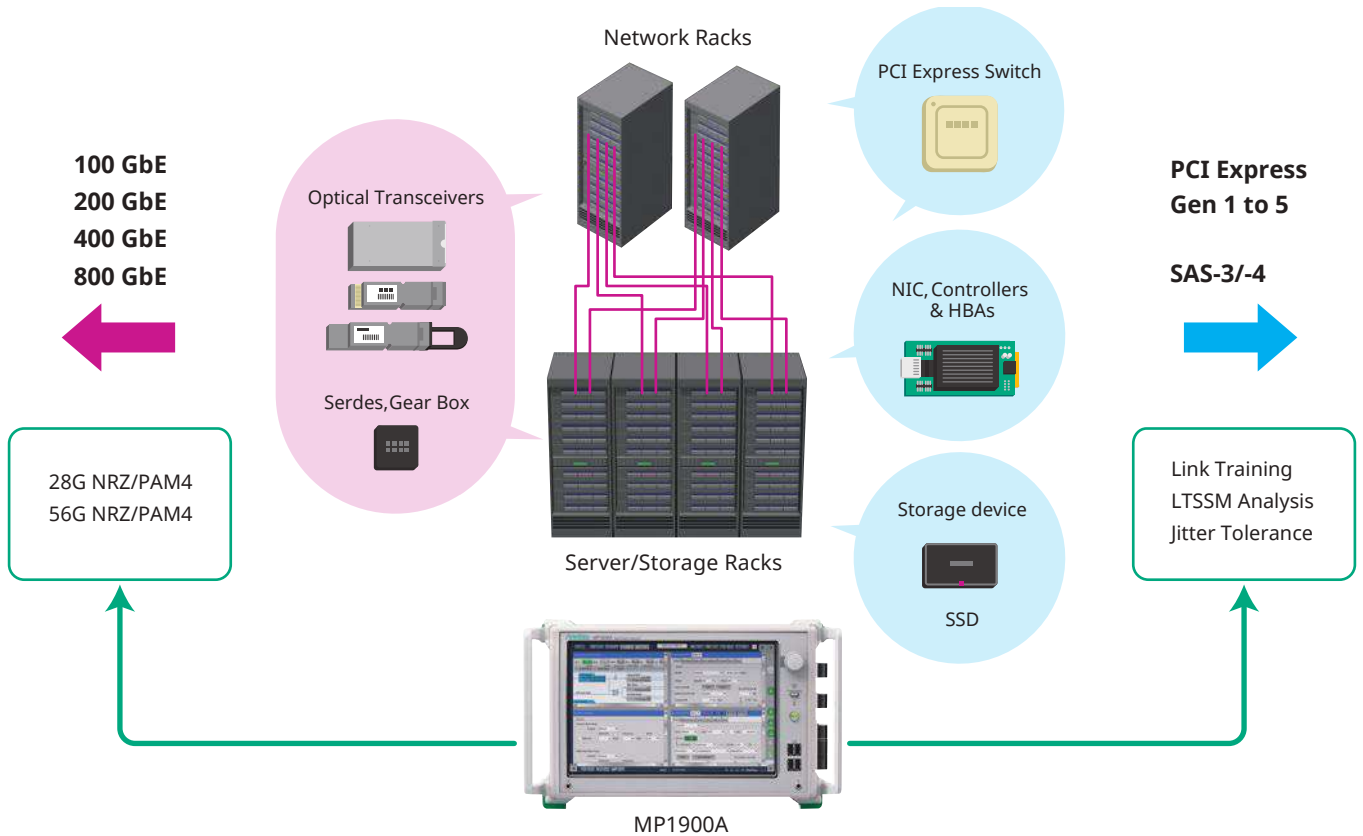 Network Racks
PCI Express Switch
100 GbE
200 GbE
400 GbE
800 GbE
Optical Transceivers
PCI Express
Gen 1 to 5
SAS-3/-4
NIC, Controllers
& HBAs
Serdes,Gear Box
28G NRZ/PAM4
56G NRZ/PAM4
Link Training
LTSSM Analysis
Jitter Tolerance
Storage device
SSD
Server/Storage Racks
MP1900A